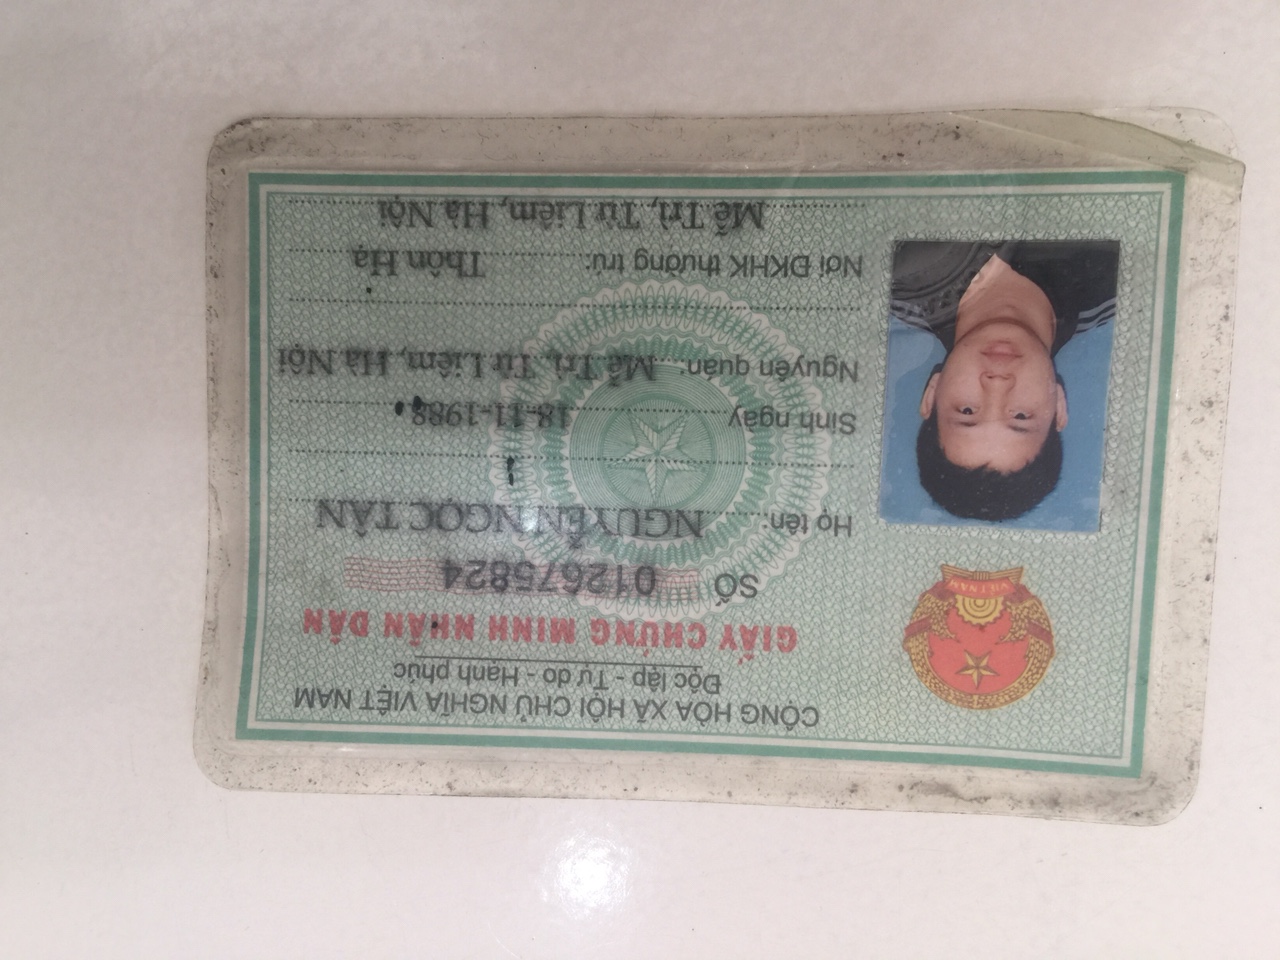 CỘNG HÒA XÃ HỘI CHỦ NGHĨA VIỆT NAM
Độc lập - Tự do - Hạnh phúc
GIẤY CHỨNG MINH NHÂN DÂN
SỐ 012675824
VIỆT NAM
Họ tên: NGUYỄN NGỌC TÂN
Sinh ngày 18-11-1988
Nguyên quán: Mễ Trì, Từ Liêm, Hà Nội
Nơi ĐKHK thường trú: Thôn Hạ
Mễ Trì, Từ Liêm, Hà Nội